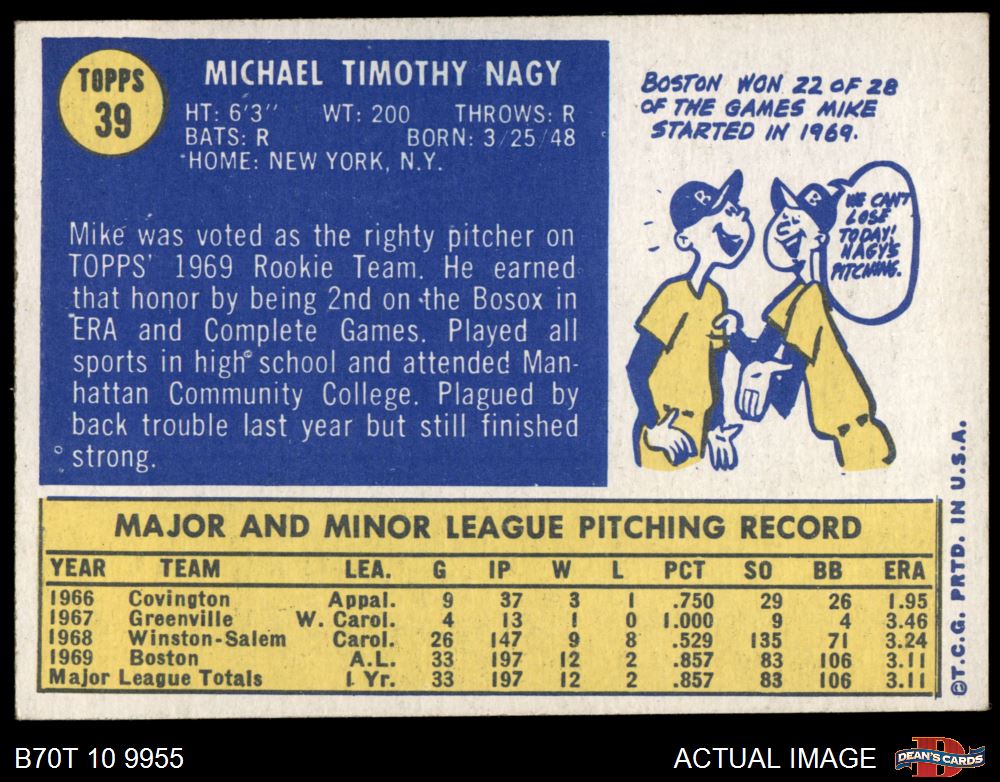 TOPPS
39
MICHAEL TIMOTHY NAGY
HT: 6'3" WT: 200 THROWS: R
BATS: R BORN: 3/25/48
HOME: NEW YORK, N.Y.
Mike was voted as the righty pitcher on
TOPPS' 1969 Rookie Team. He earned
that honor by being 2nd on the Bosox in
ERA and Complete Games. Played all
sports in high school and attended Man-
hattan Community College. Plagued by
back trouble last year but still finished
strong.
BOSTON WON 22 OF 28
OF THE GAMES MIKE
STARTED IN 1969.
B
B
WE CAN'T
LOSE
TODAY!
NAGY'S
PITCHING.
MAJOR AND MINOR LEAGUE PITCHING RECORD
YEAR TEAM LEA. G IP W L PCT SO BB ERA
1966 Covington Appal. 9 37 3 1 .750 29 26 1.95
1967 Greenville W. Carol. 4 13 1 0 1.000 9 4 3.46
1968 Winston-Salem Carol. 26 147 9 8 .529 135 71 3.24
1969 Boston A.L. 33 197 12 2 .857 83 106 3.11
Major League Totals 1 Yr. 33 197 12 2 .857 83 106 3.11
©T.C.G. PRTD. IN U.S.A.
B70T 10 9955
ACTUAL IMAGE
D
DEAN'S CARDS